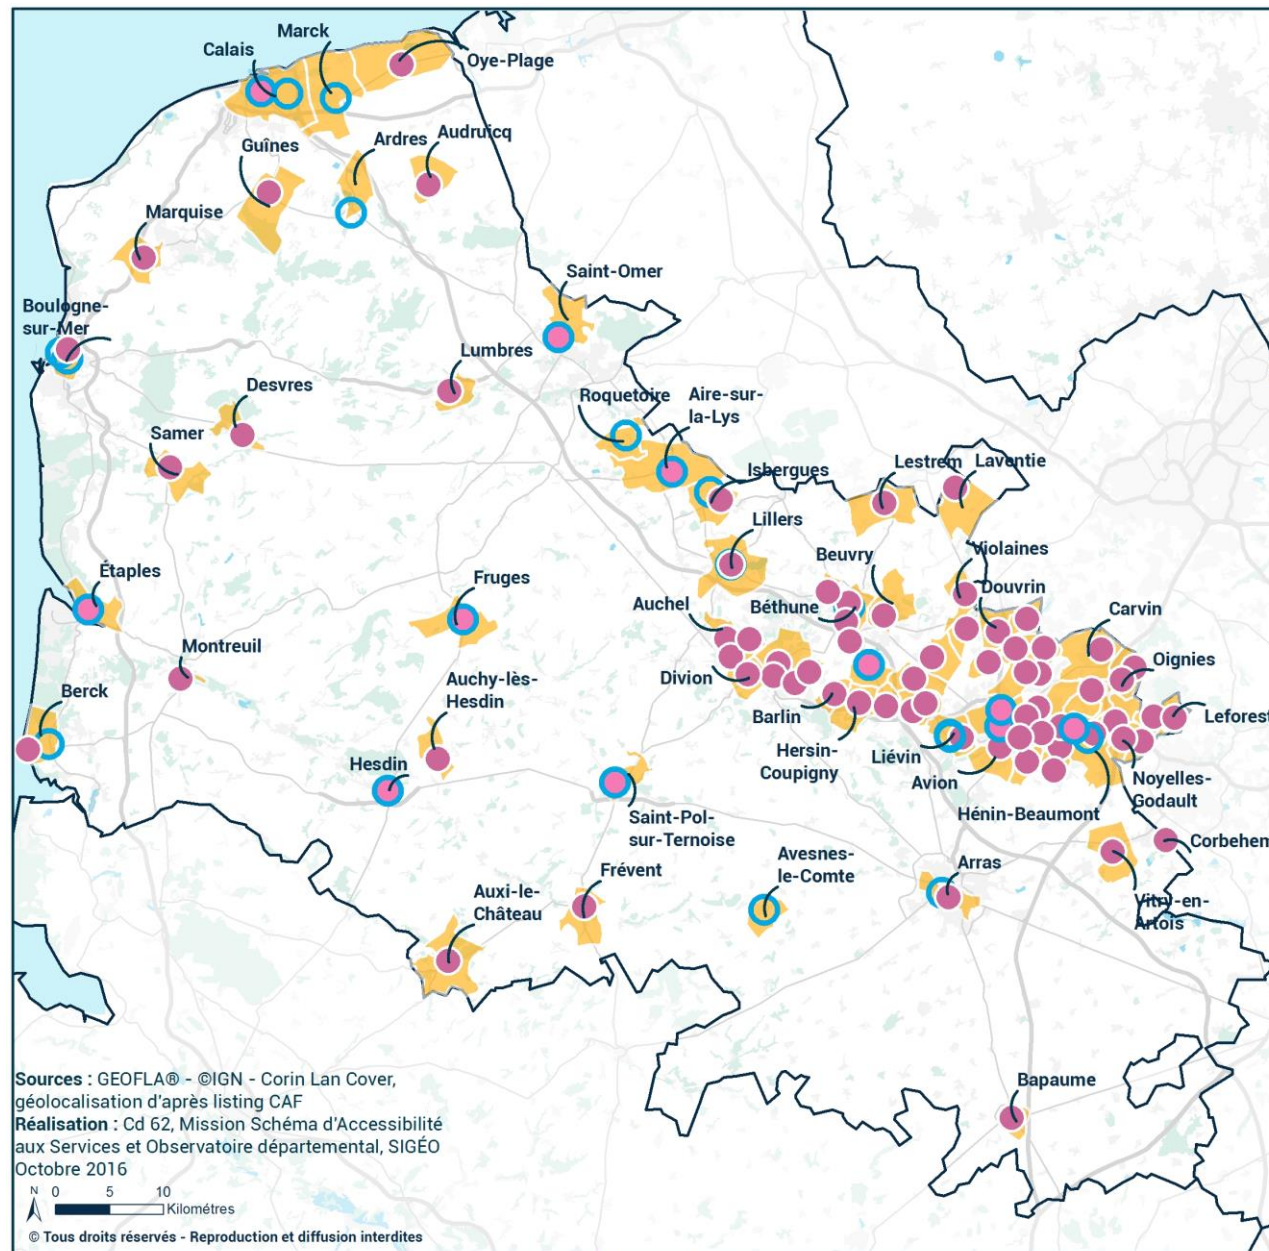 Marck
Calais
Oye-Plage
Guînes
Ardres
Audruicq
Marquise
Saint-Omer
Boulogne-
sur-Mer
Lumbres
Desvres
Roquetoire
Aire-sur-
la-Lys
Samer
Isbergues
Lestrem
Laventie
Lillers
Beuvry
Violaines
Étaples
Fruges
Douvrin
Auchel
Béthune
Carvin
Montreuil
Auchy-lès-
Hesdin
Divion
Oignies
Berck
Barlin
Leforest
Hersin-
Coupigny
Liévin
Hesdin
Avion
Noyelles-
Godault
Saint-Pol-
sur-Ternoise
Hénin-Beaumont
Corbehem
Avesnes-
le-Comte
Arras
Frévent
Auxi-le-
Château
Vitry-en-
Artois
Bapaume
Sources : GEOFLA® - ©IGN - Corin Lan Cover,
géolocalisation d'après listing CAF
Réalisation : Cd 62, Mission Schéma d'Accessibilité
aux Services et Observatoire départemental, SIGÉO
Octobre 2016
N 0 5 10
Kilométres
© Tous droits réservés - Reproduction et diffusion interdites